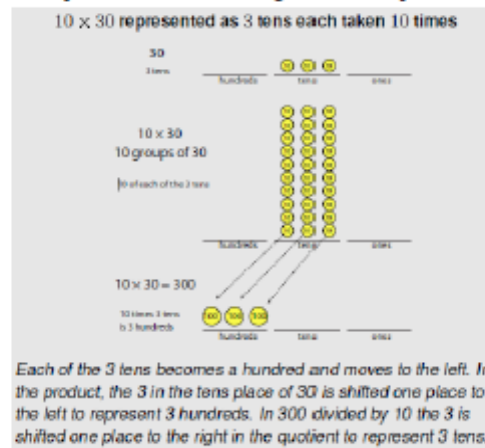 10 x 30 represented as 3 tens each taken 10 times
30
3 tens
hundreds tens ones
10 × 30
10 groups of 30
10 of each of the 3 tens
hundreds tens ones
10 × 30 = 300
10 times 3 tens
is 3 hundreds
100 100 100
hundreds tens ones
Each of the 3 tens becomes a hundred and moves to the left. In
the product, the 3 in the tens place of 30 is shifted one place to
the left to represent 3 hundreds. In 300 divided by 10 the 3 is
shifted one place to the right in the quotient to represent 3 tens